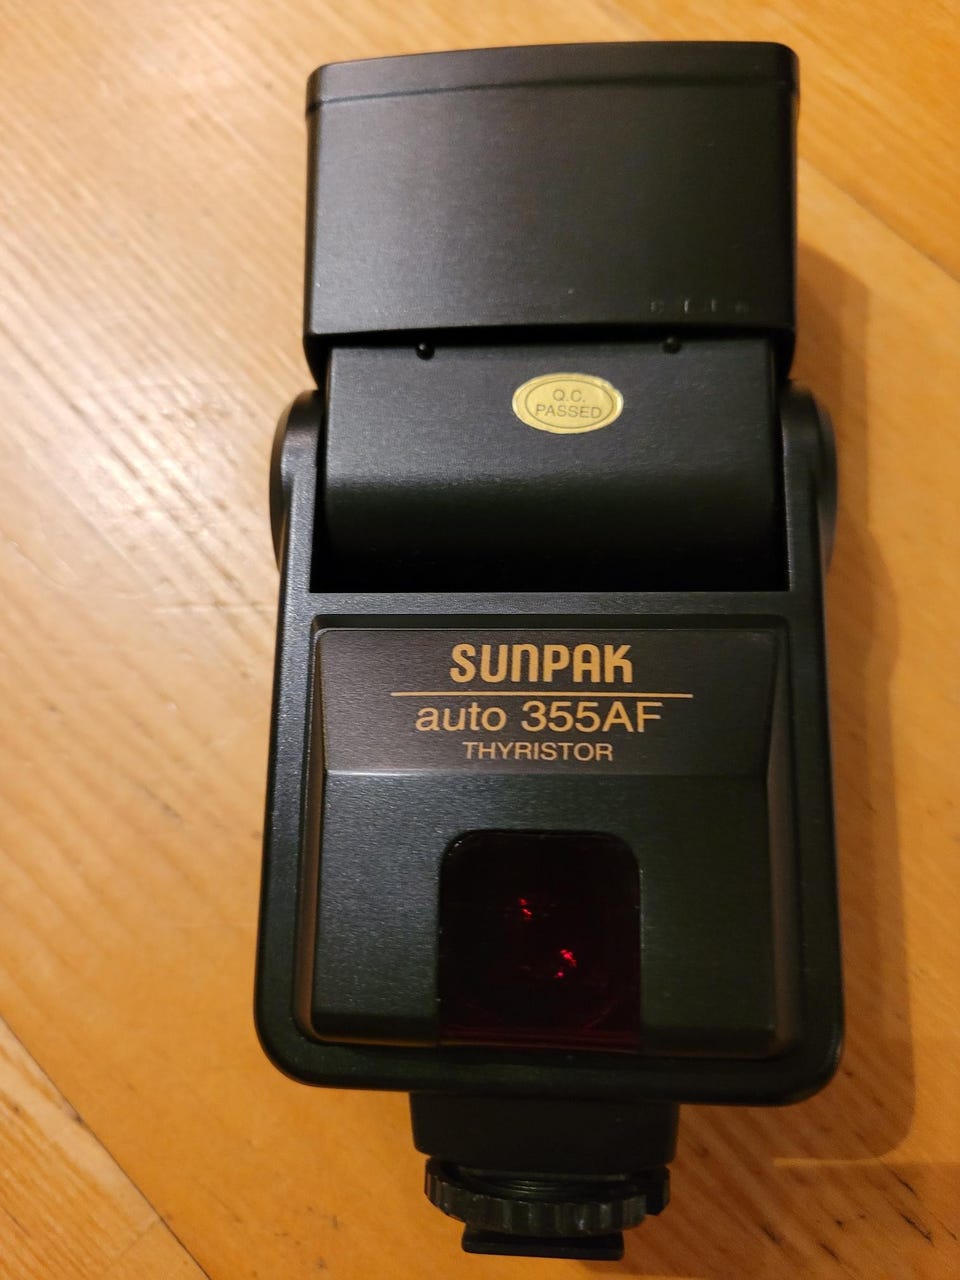 Q.C.
PASSED
SUNPAK
auto 355AF
THYRISTOR